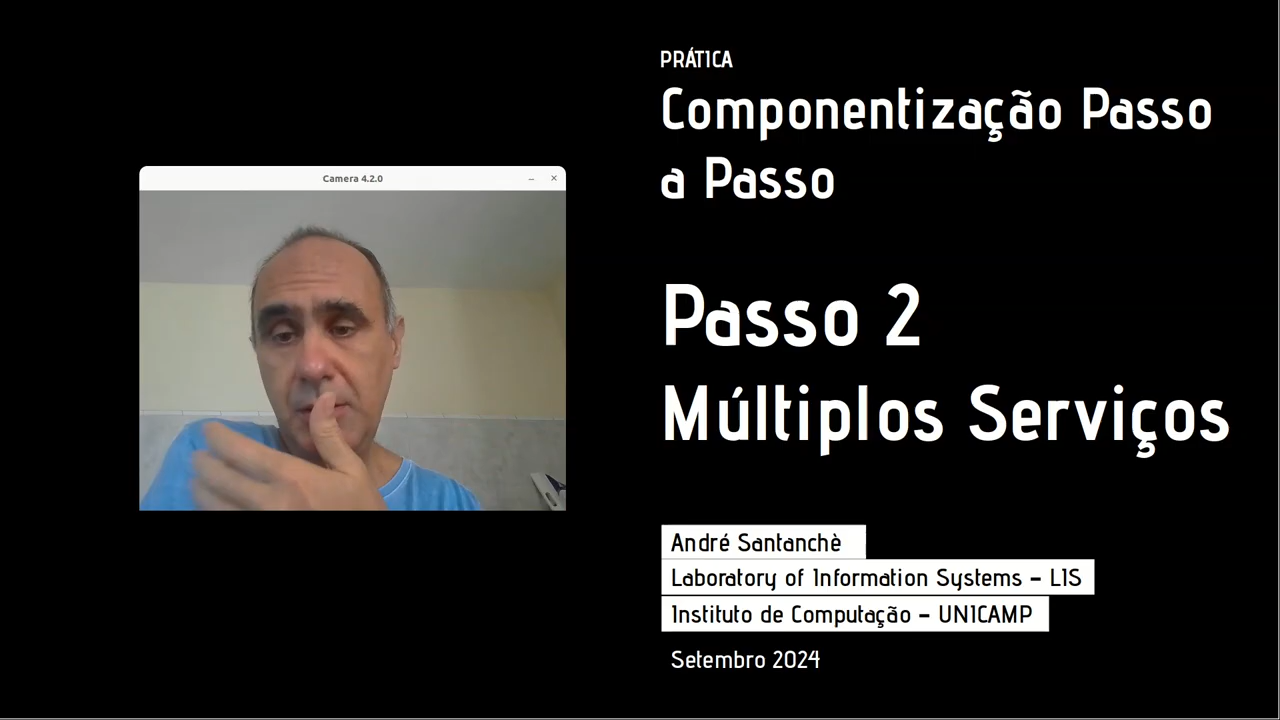 Camera 4.2.0
PRÁTICA
Componentização Passo
a Passo
Passo 2
Múltiplos Serviços
André Santanchè
Laboratory of Information Systems – LIS
Instituto de Computação – UNICAMP
Setembro 2024